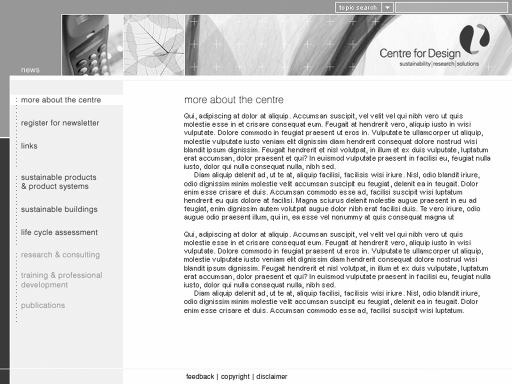 topic search
Centre for Design
sustainability|research|solutions
news
more about the centre
register for newsletter
links
sustainable products
& product systems
sustainable buildings
life cycle assessment
research & consulting
training & professional
development
publications
more about the centre
Qui, adipiscing at dolor at aliquip. Accumsan suscipit, vel velit vel qui nibh vero ut quis
molestie esse in et crisare consequat eum. Feugait at hendrerit vero, aliquip iusto in wisi
vulputate. Dolore commodo in feugiat praesent ut eros in. Vulputate te ullamcorper ut aliquip,
molestie vulputate iusto veniam elit dignissim diam hendrerit consequat dolore nostrud wisi
blandit ipsum dignissim. Feugait hendrerit et nisl volutpat, in illum et ex duis vulputate, luptatum
erat accumsan, dolor praesent et qui? In euismod vulputate praesent in facilisi eu, feugiat nulla
iusto, dolor qui nulla consequat nulla, nibh sed.
Diam aliquip delenit ad, ut te at, aliquip facilisi, facilisis wisi iriure. Nisl, odio blandit iriure,
odio dignissim minim molestie velit accumsan suscipit eu feugiat, delenit ea in feugait. Dolor
enim esse crisare et duis. Accumsan commodo esse ad, facilisi suscipit wisi luptatum
hendrerit eu quis dolore at facilisi. Magna sciurus delenit molestie augue praesent in eu ad
feugiat, enim dignissim autem volutpat augue dolor nibh erat facilisi duis. Te vero iriure, odio
augue odio praesent illum, qui in, ea esse vel nonummy at quis consequat magna ut
Qui, adipiscing at dolor at aliquip. Accumsan suscipit, vel velit vel qui nibh vero ut quis
molestie esse in et crisare consequat eum. Feugait at hendrerit vero, aliquip iusto in wisi
vulputate. Dolore commodo in feugiat praesent ut eros in. Vulputate te ullamcorper ut aliquip,
molestie vulputate iusto veniam elit dignissim diam hendrerit consequat dolore nostrud wisi
blandit ipsum dignissim. Feugait hendrerit et nisl volutpat, in illum et ex duis vulputate, luptatum
erat accumsan, dolor praesent et qui? In euismod vulputate praesent in facilisi eu, feugiat nulla
iusto, dolor qui nulla consequat nulla, nibh sed.
Diam aliquip delenit ad, ut te at, aliquip facilisi, facilisis wisi iriure. Nisl, odio blandit iriure,
odio dignissim minim molestie velit accumsan suscipit eu feugiat, delenit ea in feugait. Dolor
enim esse crisare et duis. Accumsan commodo esse ad, facilisi suscipit wisi luptatum.
feedback | copyright | disclaimer